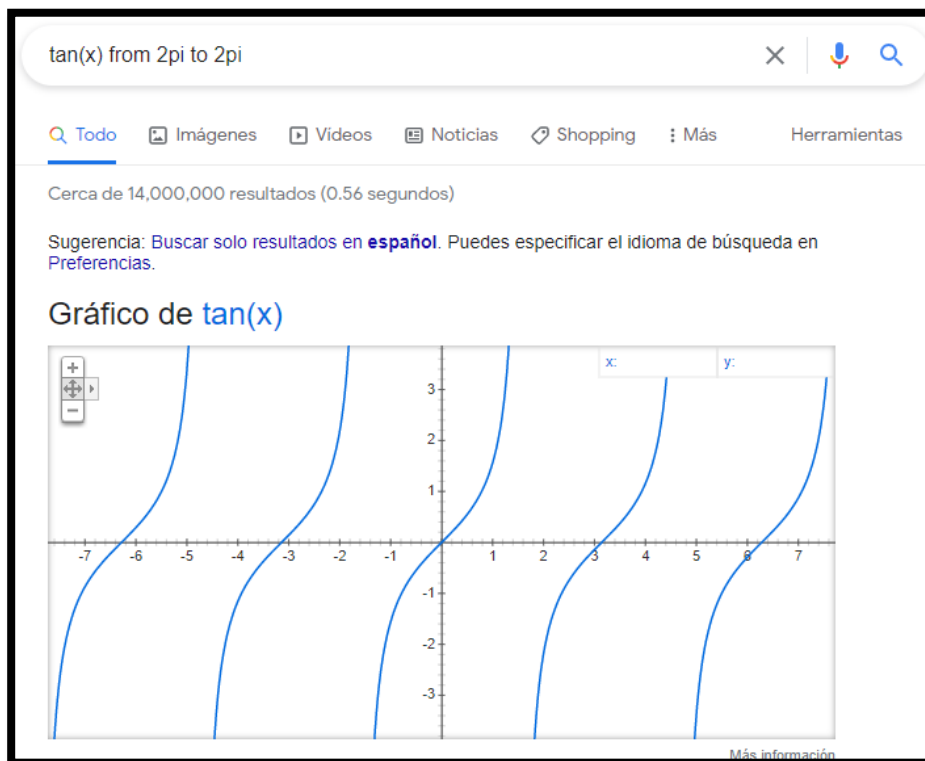 tan(x) from 2pi to 2pi
Todo Imágenes Vídeos Noticias Shopping Más Herramientas
Cerca de 14,000,000 resultados (0.56 segundos)
Sugerencia: Buscar solo resultados en español. Puedes especificar el idioma de búsqueda en
Preferencias.
Gráfico de tan(x)
x: y:
3
2
1
-7 -6 -5 -4 -3 -2 -1 1 2 3 4 5 6 7
-1
-2
-3
Más información